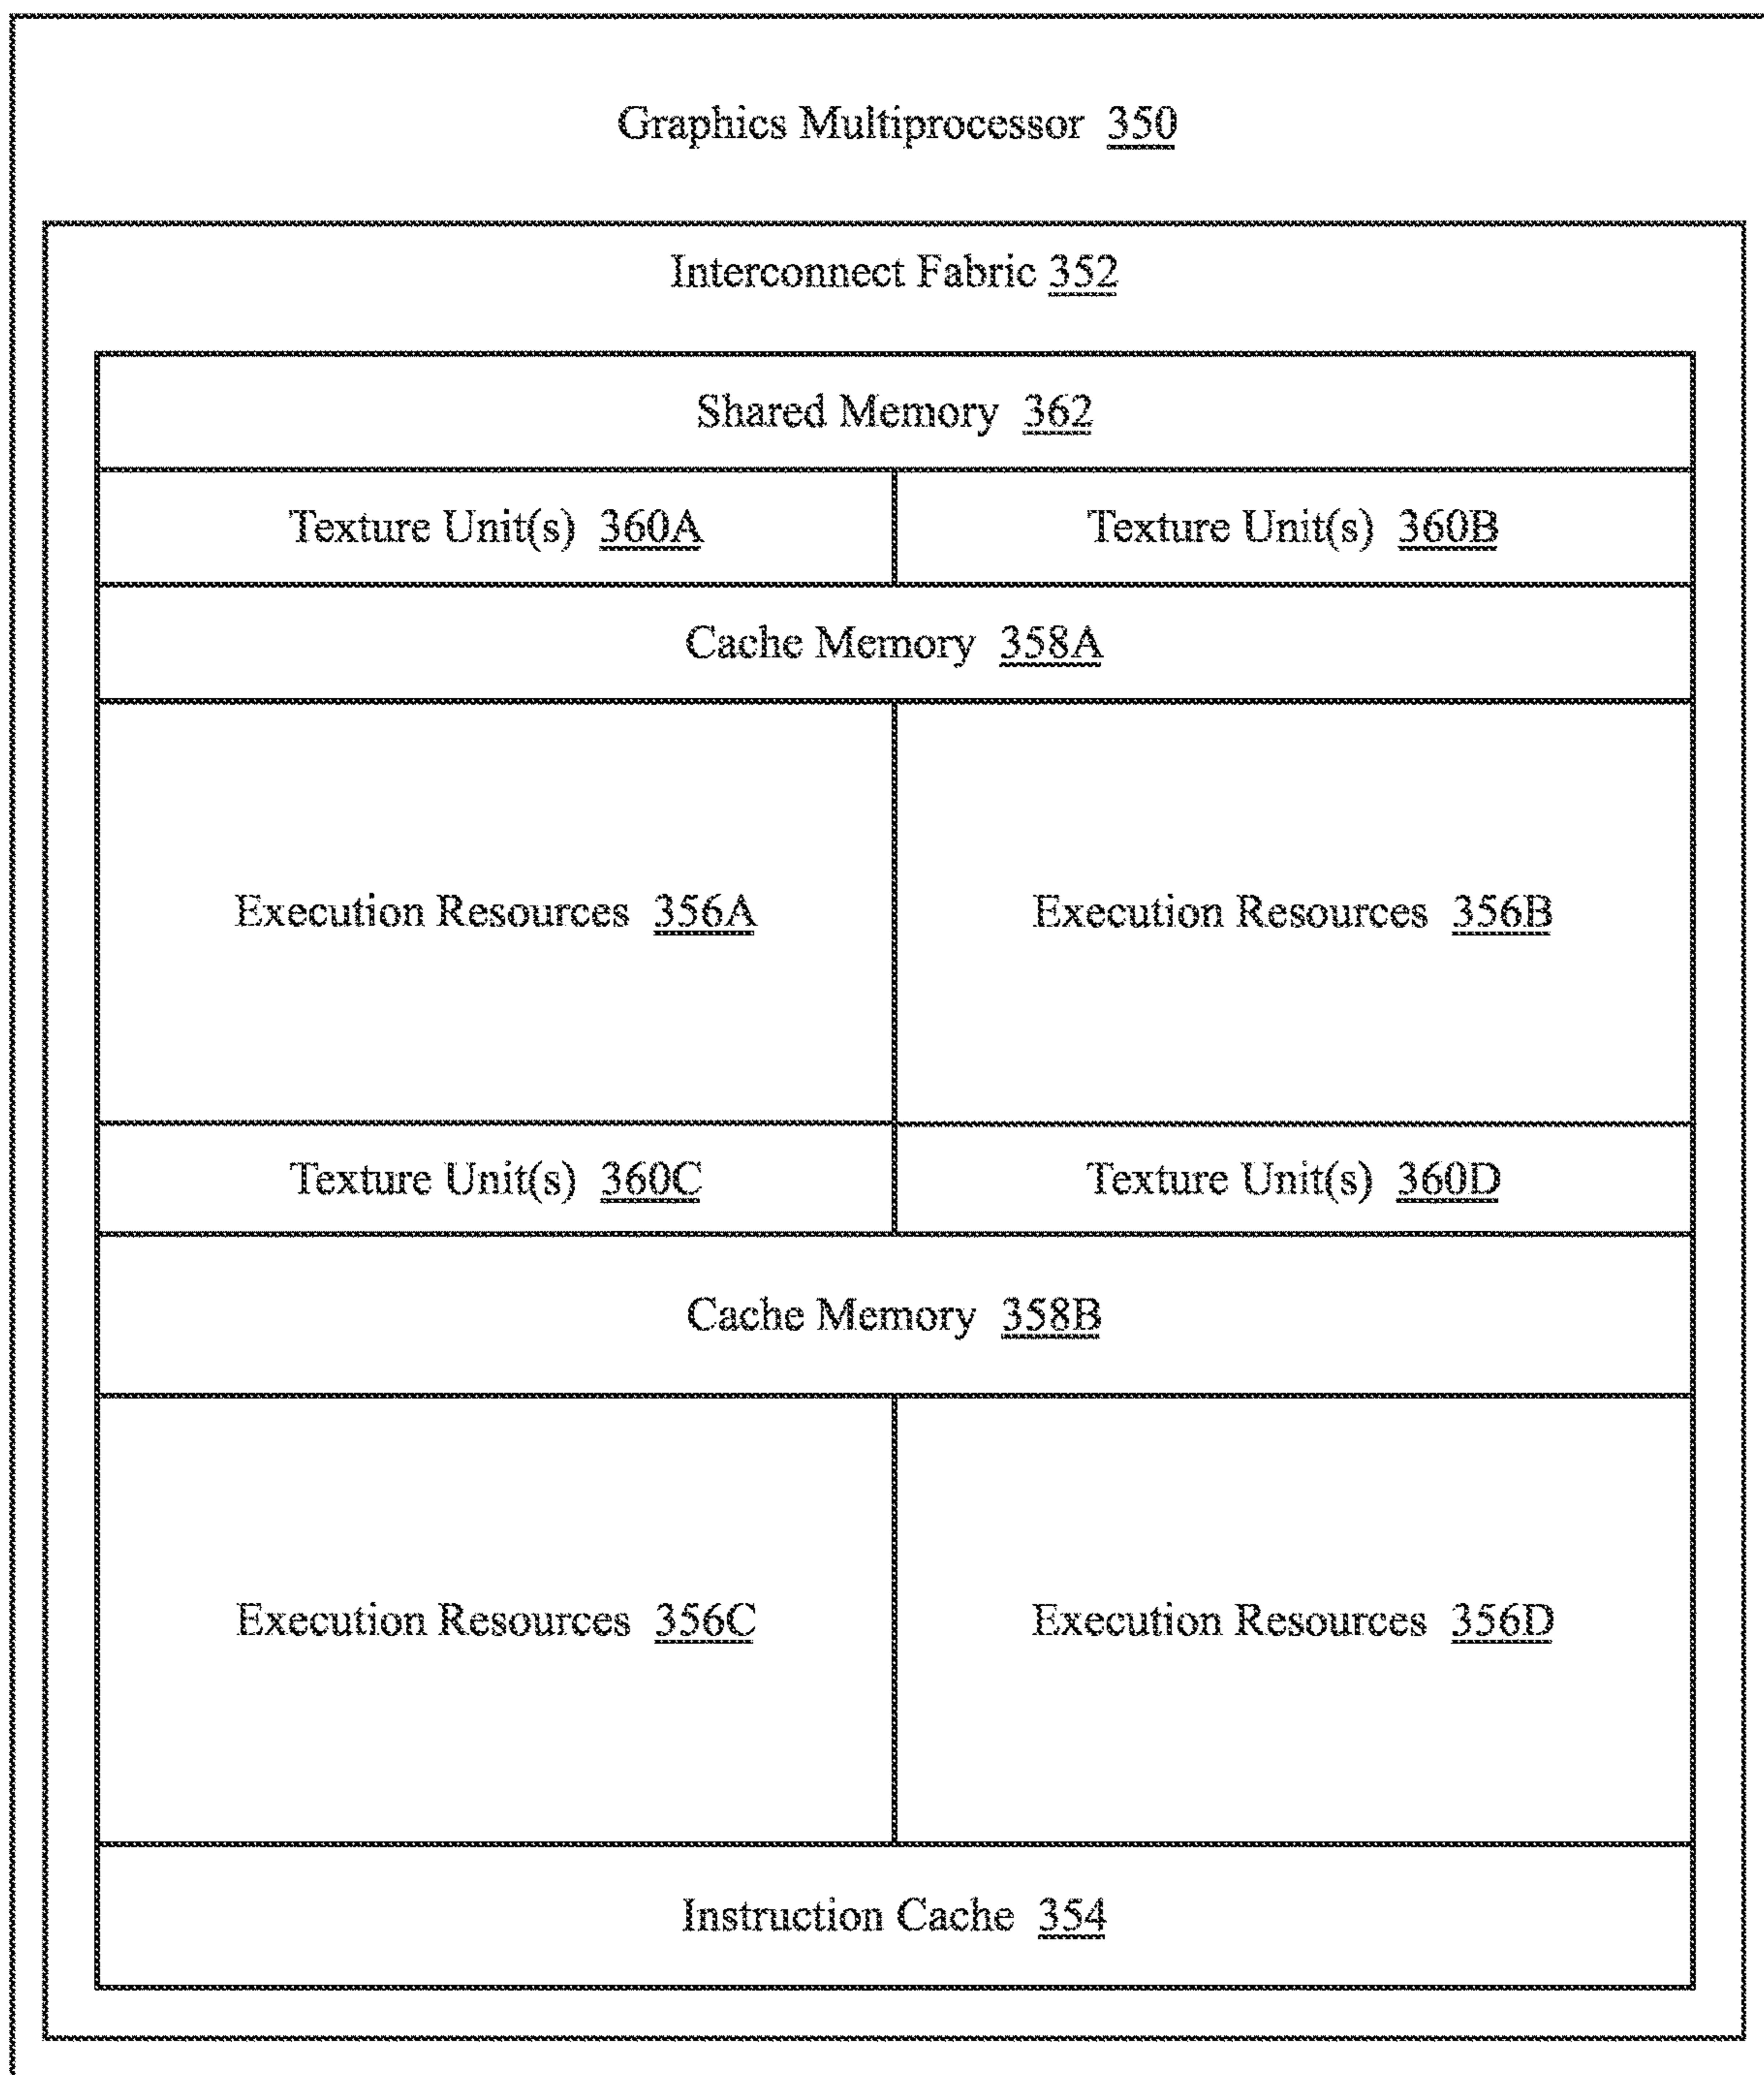 Graphics Multiprocessor 350
Interconnect Fabric 352
Shared Memory 362
Texture Unit(s) 360A
Texture Unit(s) 360B
Cache Memory 358A
Execution Resources 356A
Execution Resources 356B
Texture Unit(s) 360C
Texture Unit(s) 360D
Cache Memory 358B
Execution Resources 356C
Execution Resources 356D
Instruction Cache 354